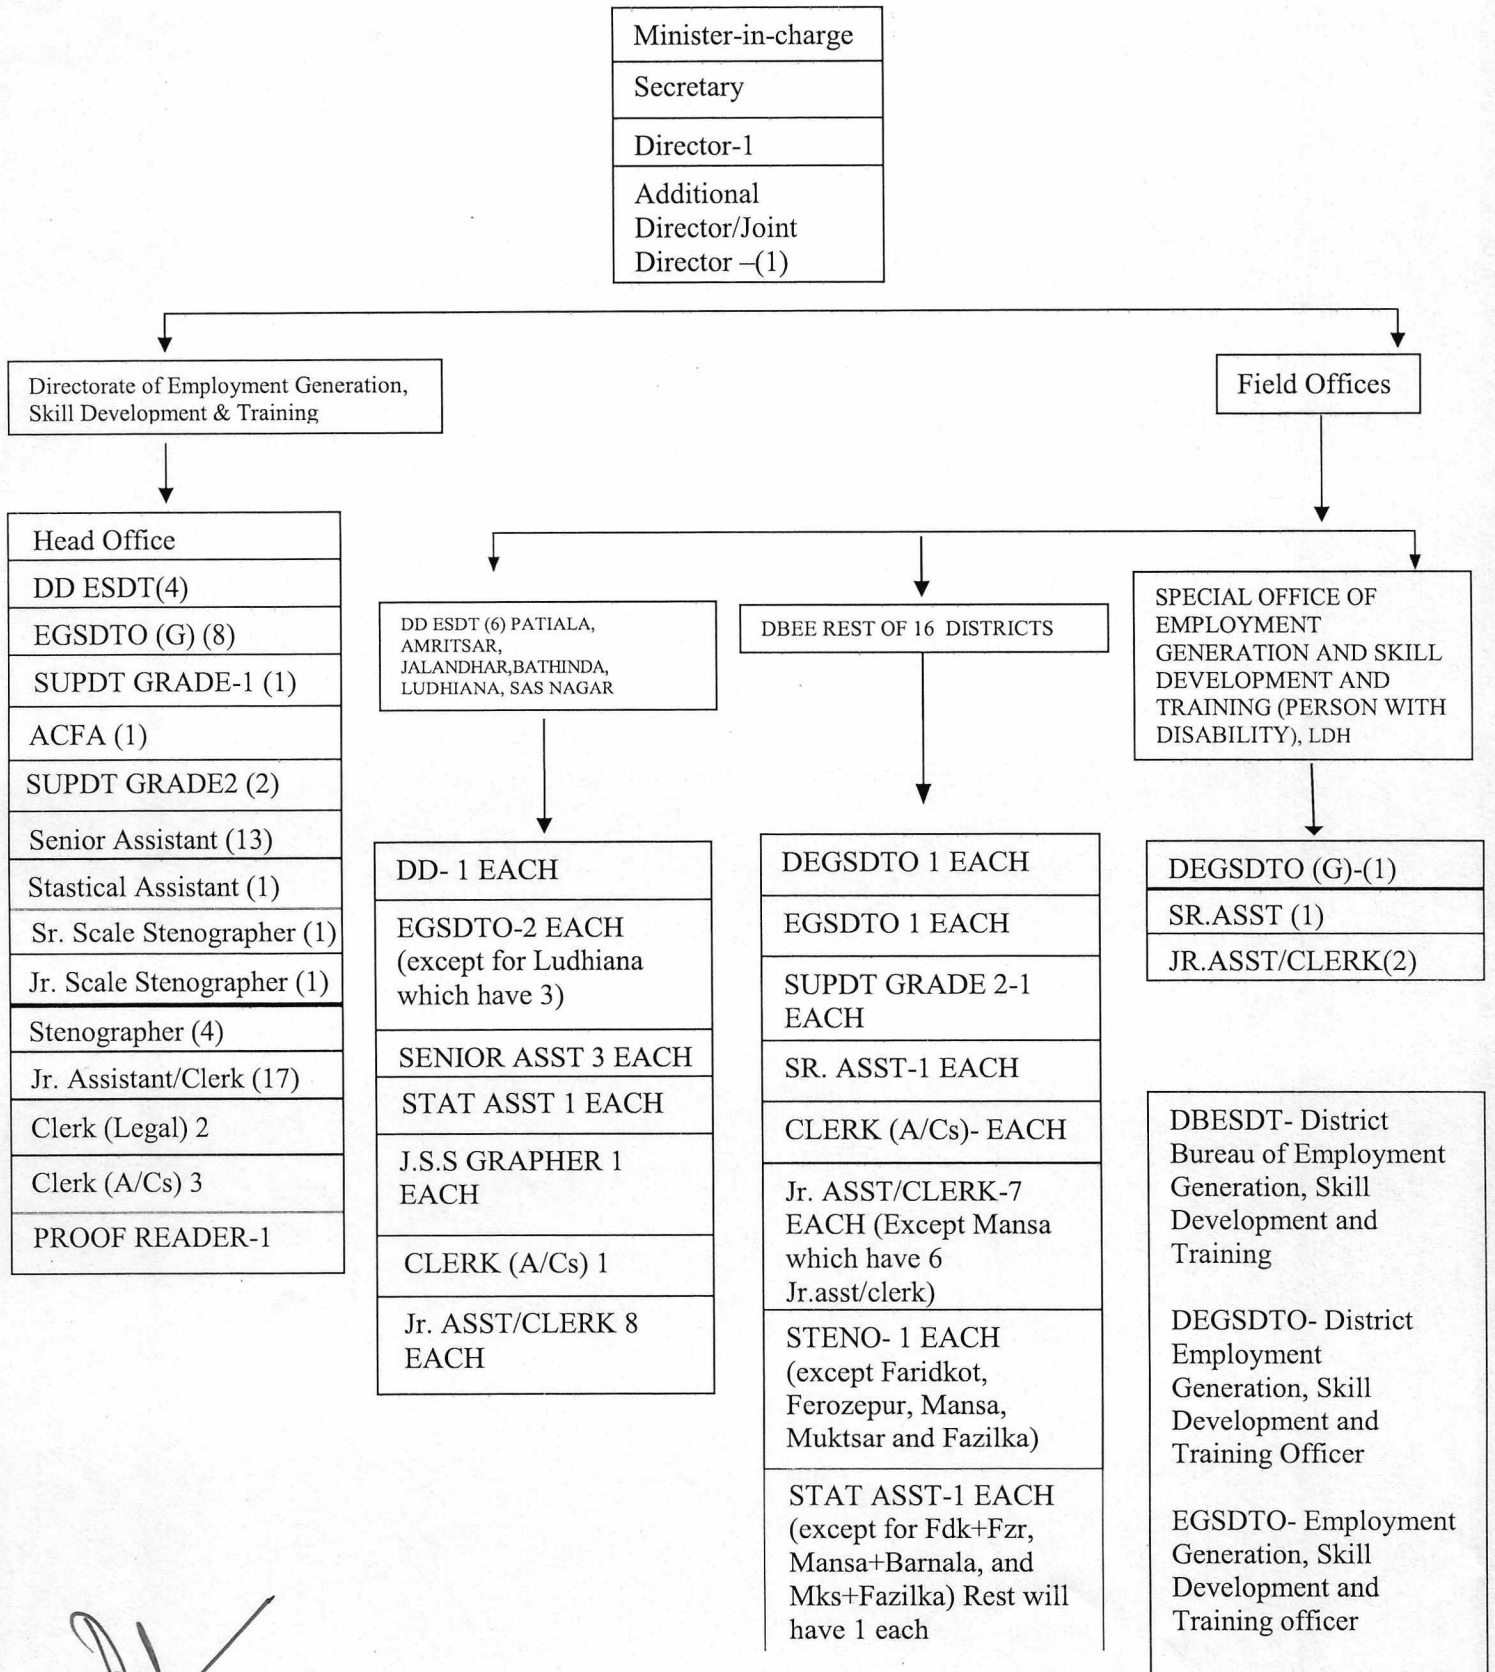 Minister-in-charge
Secretary
Director-1
Additional
Director/Joint
Director –(1)
Directorate of Employment Generation,
Skill Development & Training
Field Offices
Head Office
DD ESDT(4)
EGSDTO (G) (8)
SUPDT GRADE-1 (1)
ACFA (1)
SUPDT GRADE2 (2)
Senior Assistant (13)
Stastical Assistant (1)
Sr. Scale Stenographer (1)
Jr. Scale Stenographer (1)
Stenographer (4)
Jr. Assistant/Clerk (17)
Clerk (Legal) 2
Clerk (A/Cs) 3
PROOF READER-1
DD ESDT (6) PATIALA,
AMRITSAR,
JALANDHAR,BATHINDA,
LUDHIANA, SAS NAGAR
DD- 1 EACH
EGSDTO-2 EACH
(except for Ludhiana
which have 3)
SENIOR ASST 3 EACH
STAT ASST 1 EACH
J.S.S GRAPHER 1
EACH
CLERK (A/Cs) 1
Jr. ASST/CLERK 8
EACH
DBEE REST OF 16 DISTRICTS
DEGSDTO 1 EACH
EGSDTO 1 EACH
SUPDT GRADE 2-1
EACH
SR. ASST-1 EACH
CLERK (A/Cs)- EACH
Jr. ASST/CLERK-7
EACH (Except Mansa
which have 6
Jr.asst/clerk)
STENO- 1 EACH
(except Faridkot,
Ferozepur, Mansa,
Muktsar and Fazilka)
STAT ASST-1 EACH
(except for Fdk+Fzr,
Mansa+Barnala, and
Mks+Fazilka) Rest will
have 1 each
SPECIAL OFFICE OF
EMPLOYMENT
GENERATION AND SKILL
DEVELOPMENT AND
TRAINING (PERSON WITH
DISABILITY), LDH
DEGSDTO (G)-(1)
SR.ASST (1)
JR.ASST/CLERK(2)
DBESDT- District
Bureau of Employment
Generation, Skill
Development and
Training
DEGSDTO- District
Employment
Generation, Skill
Development and
Training Officer
EGSDTO- Employment
Generation, Skill
Development and
Training officer